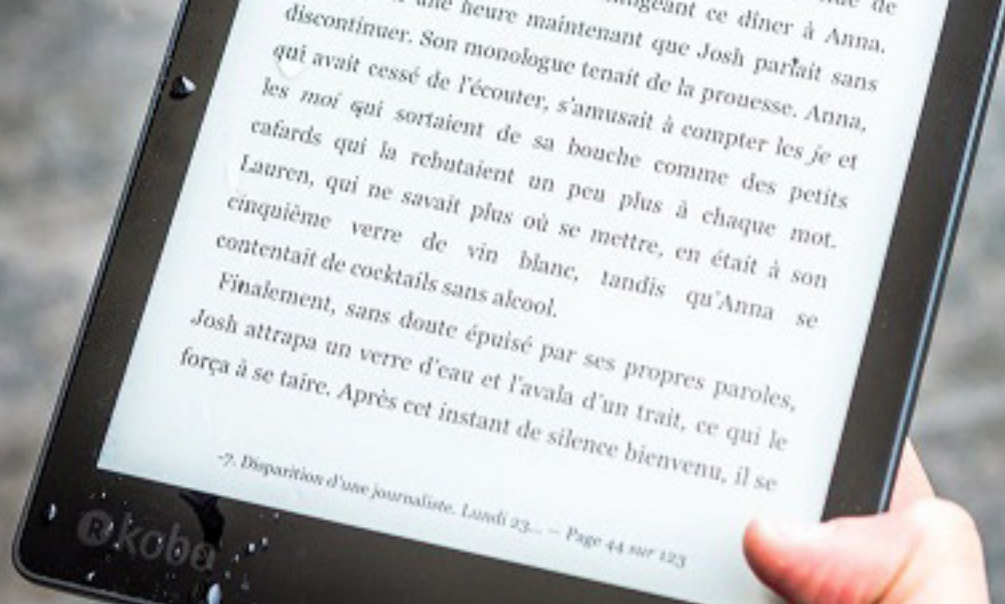 de
ce dîner à Anna.
une heure maintenant que Josh parlait sans
discontinuer. Son monologue tenait de la prouesse. Anna,
qui avait cessé de l'écouter, s'amusait à compter les je et
les moi qui sortaient de sa bouche comme des petits
cafards qui la rebutaient un peu plus à chaque mot.
Lauren, qui ne savait plus où se mettre, en était à son
cinquième verre de vin blanc, tandis qu'Anna se
contentait de cocktails sans alcool.
Finalement, sans doute épuisé par ses propres paroles,
Josh attrapa un verre d'eau et l'avala d'un trait, ce qui le
força à se taire. Après cet instant de silence bienvenu, il se
-7. Disparition d'une journaliste. Lundi 23... – Page 44 sur 123
Rkobo